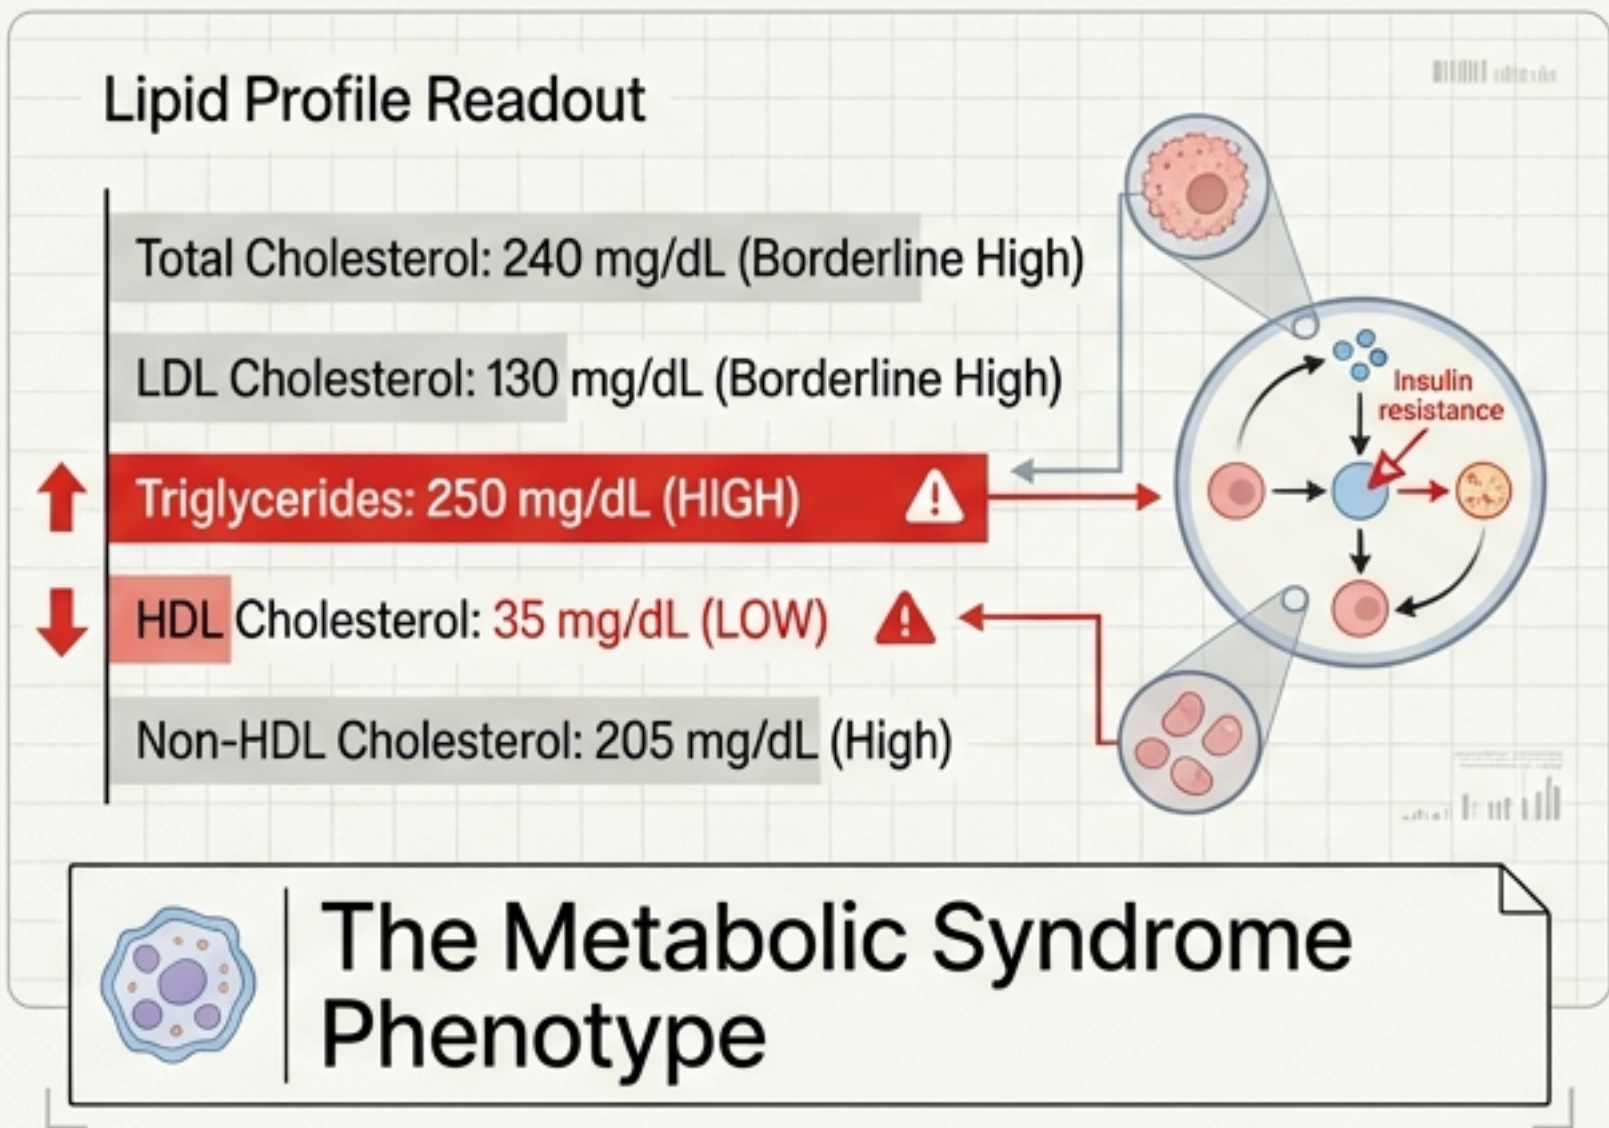 Lipid Profile Readout
Total Cholesterol: 240 mg/dL (Borderline High)
LDL Cholesterol: 130 mg/dL (Borderline High)
Triglycerides: 250 mg/dL (HIGH)
HDL Cholesterol: 35 mg/dL (LOW)
Non-HDL Cholesterol: 205 mg/dL (High)
Insulin
resistance
The Metabolic Syndrome
Phenotype